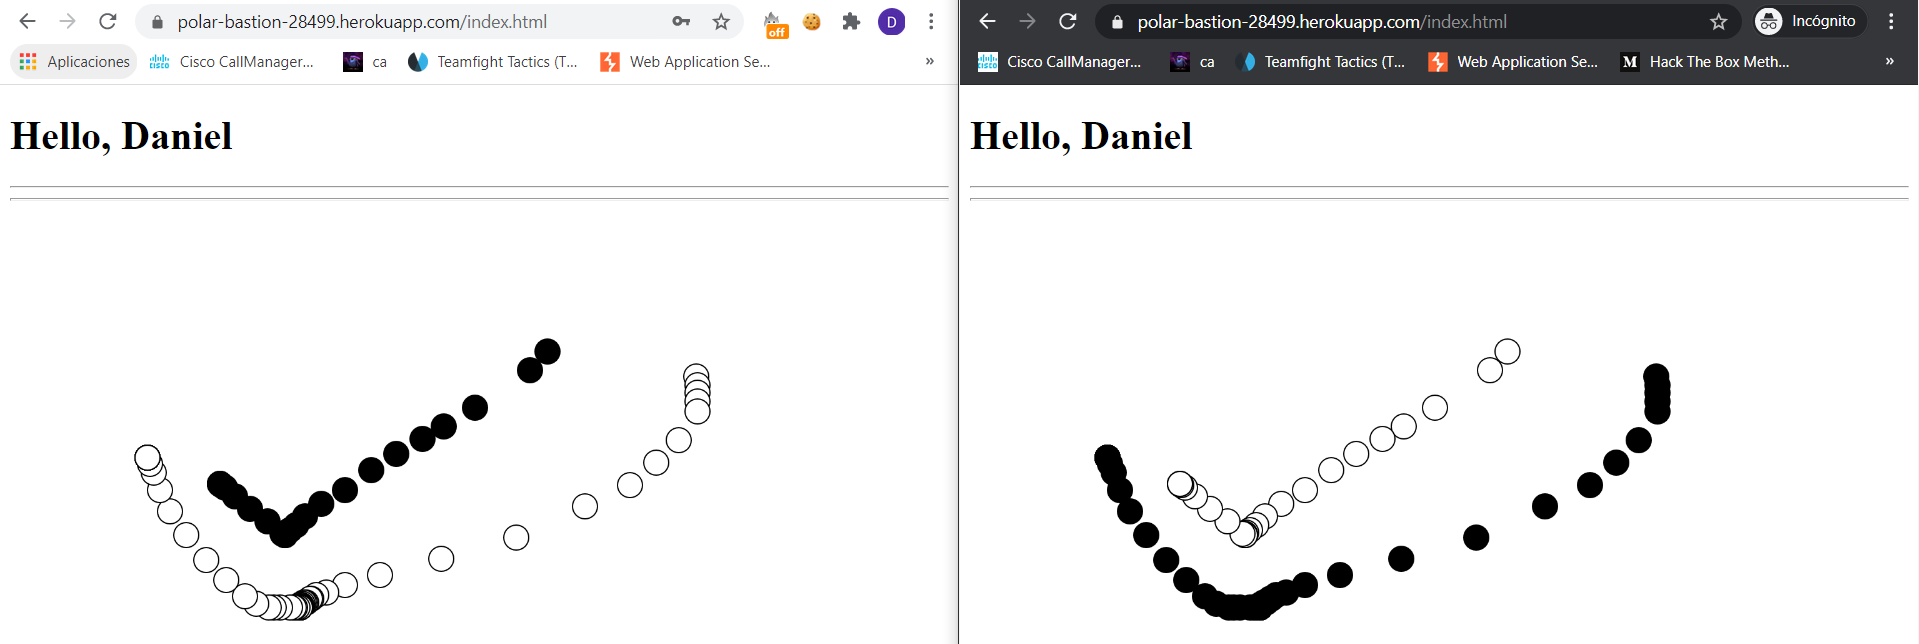 polar-bastion-28499.herokuapp.com/index.html
off
D
Aplicaciones
cisco
Cisco CallManager...
ca
Teamfight Tactics (T...
Web Application Se...
»
Hello, Daniel
polar-bastion-28499.herokuapp.com/index.html
Incógnito
cisco
Cisco CallManager...
ca
Teamfight Tactics (T...
Web Application Se...
M
Hack The Box Meth...
»
Hello, Daniel